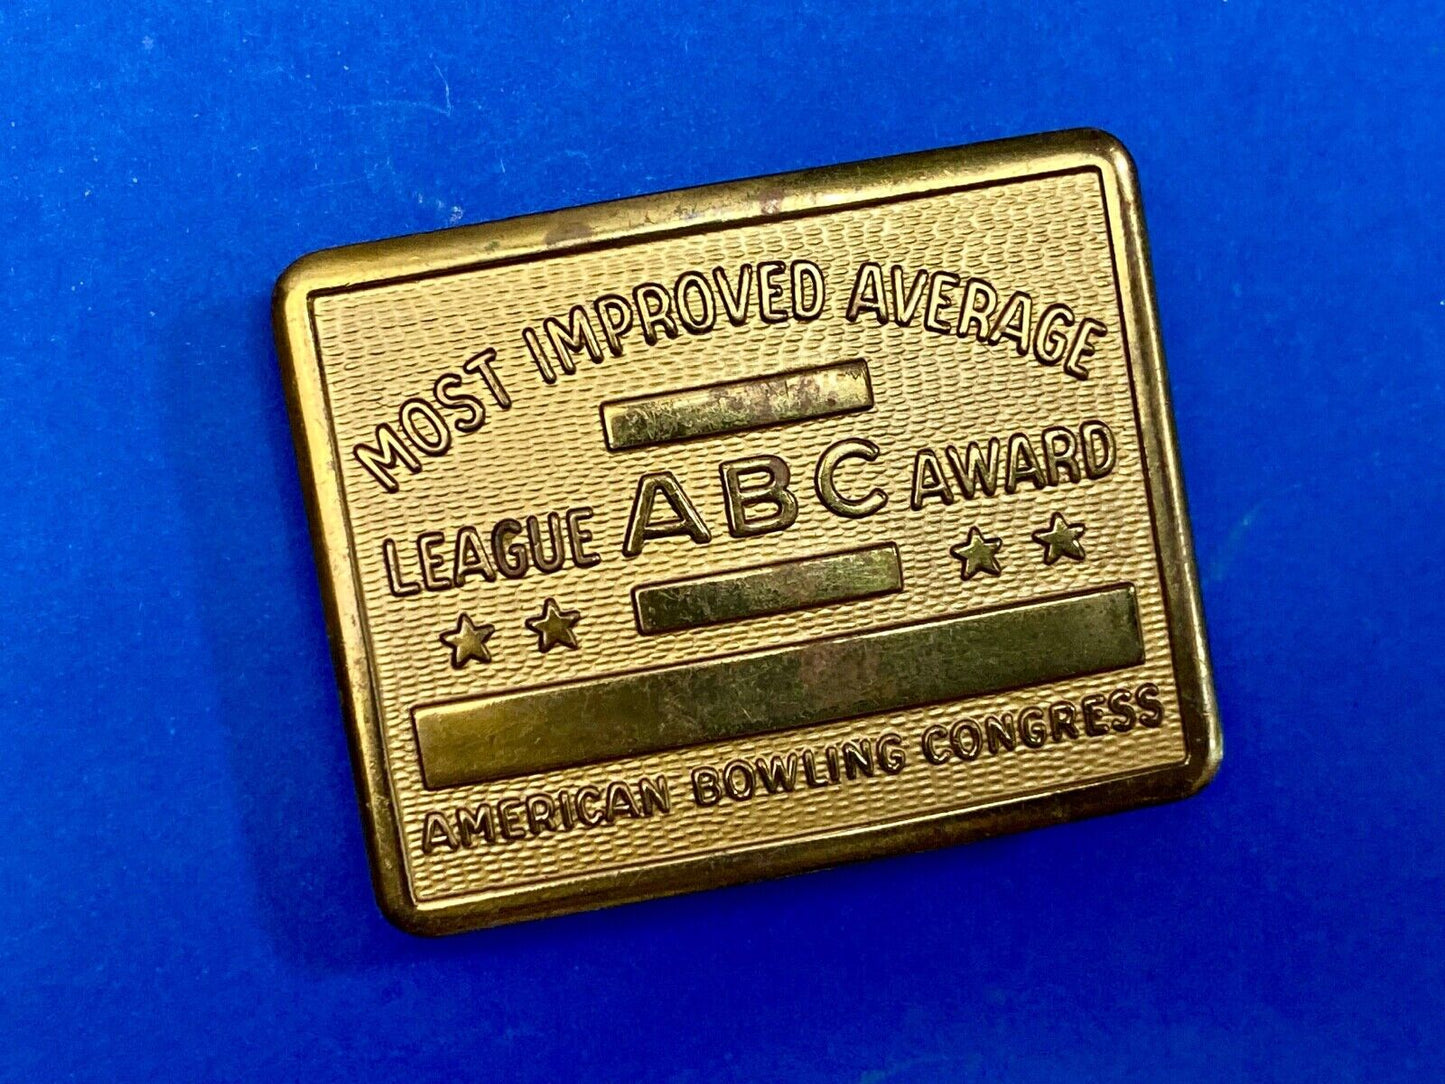 MOST IMPROVED AVERAGE
LEAGUE ABC AWARD
AMERICAN BOWLING CONGRESS